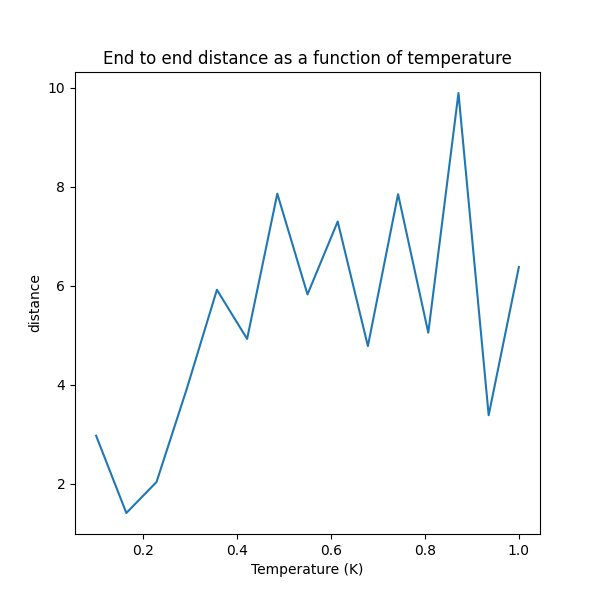 End to end distance as a function of temperature
10
8
6
4
2
distance
0.2 0.4 0.6 0.8 1.0
Temperature (K)